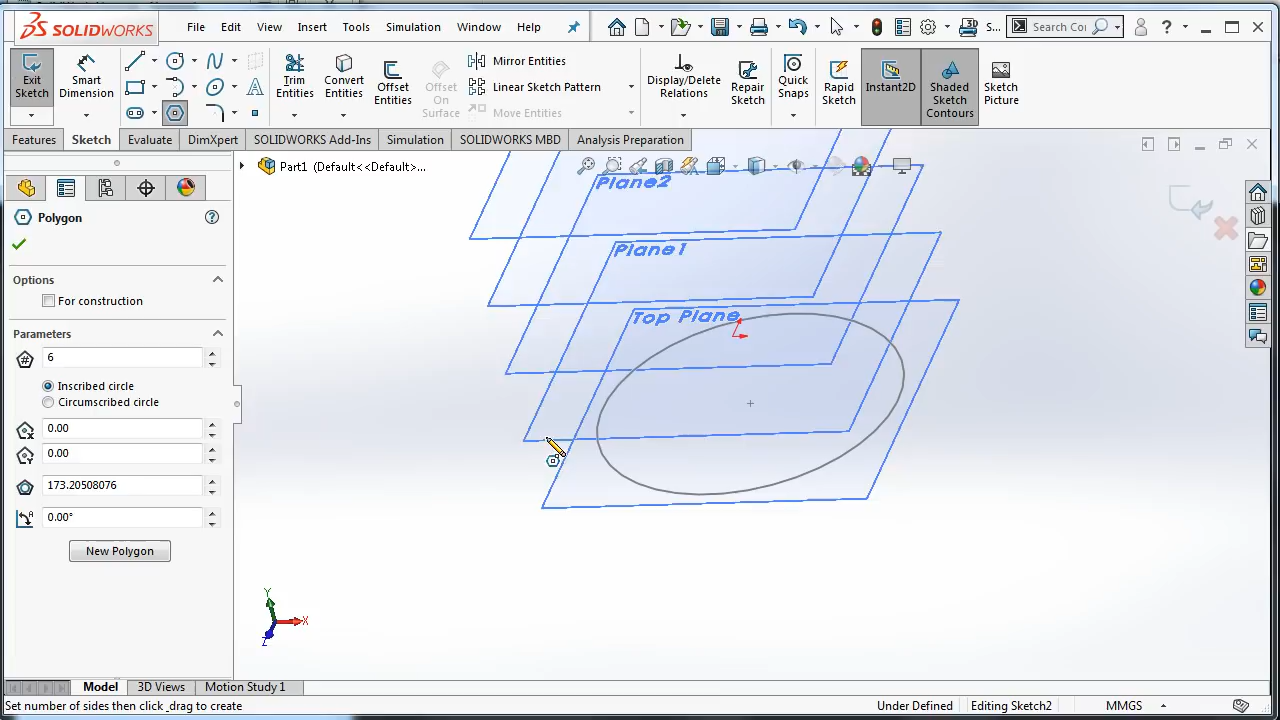 SOLIDWORKS
File Edit View Insert Tools Simulation Window Help
S...
Search Co
Exit Sketch
Smart Dimension
Trim Entities
Convert Entities
Offset Entities
Offset On Surface
Mirror Entities
Linear Sketch Pattern
Move Entities
Display/Delete Relations
Repair Sketch
Quick Snaps
Rapid Sketch
Instant2D
Shaded Sketch Contours
Sketch Picture
Features Sketch Evaluate DimXpert SOLIDWORKS Add-Ins Simulation SOLIDWORKS MBD Analysis Preparation
Part1 (Default<<Default>...
Polygon
Options
For construction
Parameters
6
Inscribed circle
Circumscribed circle
0.00
0.00
173.20508076
0.00°
New Polygon
Plane2
Plane1
Top Plane
Y
X
Z
Model 3D Views Motion Study 1
Set number of sides then click _drag to create
Under Defined Editing Sketch2 MMGS